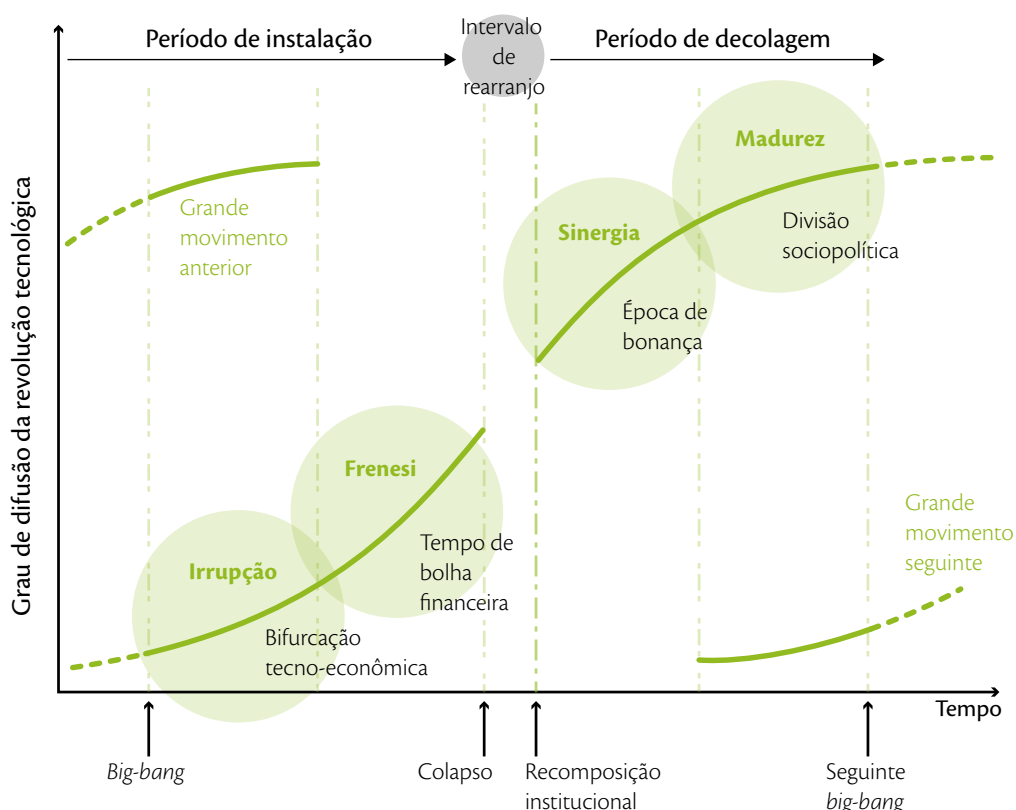 Período de instalação
Intervalo
de
rearranjo
Período de decolagem
Grau de difusão da revolução tecnológica
Grande
movimento
anterior
Madurez
Divisão
sociopolítica
Sinergia
Época de
bonança
Frenesi
Tempo de
bolha
financeira
Irrupção
Bifurcação
tecno-econômica
Grande
movimento
seguinte
Tempo
Big-bang
Colapso
Recomposição
institucional
Seguinte
big-bang